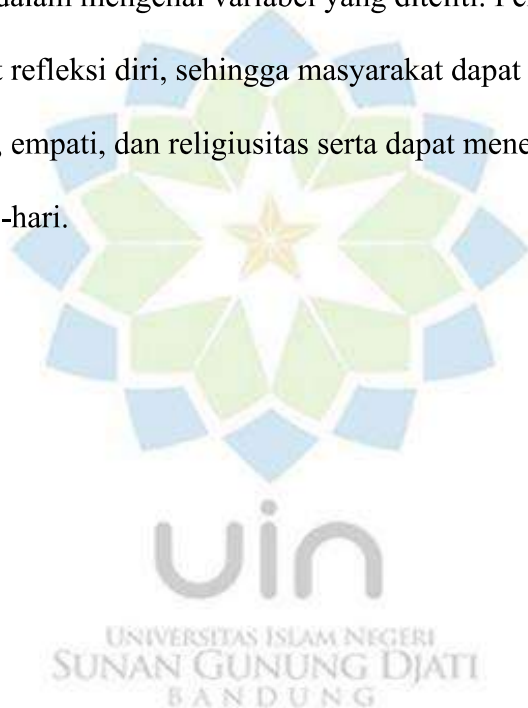 dalam mengenai variabel yang diteliti. Pe
t refleksi diri, sehingga masyarakat dapat
, empati, dan religiusitas serta dapat mene
-hari.
uin
UNIVERSITAS ISLAM NEGERI
SUNAN GUNUNG DJATI
BANDUNG